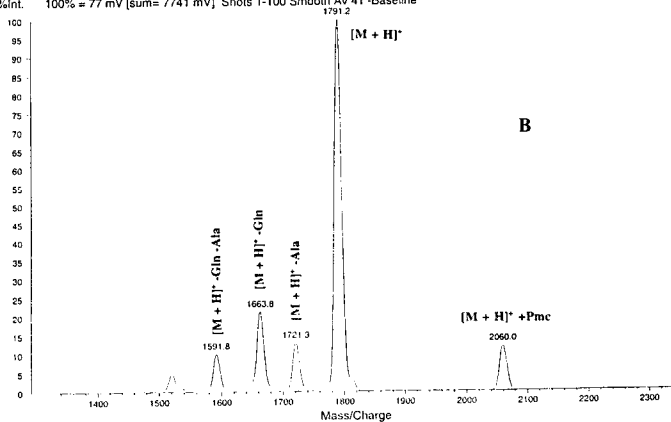 %Int. 100% = 77 mV [sum= 7741 mV] Shots 1-100 Smooth Av 41 -Baseline
1791.2
100
[M + H]+
95
90
85
80
75
B
70
65
60
55
50
45
40
35
30
25
20
15
10
5
0
[M + H]+ -Gln -Ala
[M + H]+ -Gln
[M + H]+ -Ala
[M + H]+ +Pmc
1663.8
1721.3
1591.8
2060.0
1400 1500 1600 1700 1800 1900 2000 2100 2200 2300
Mass/Charge